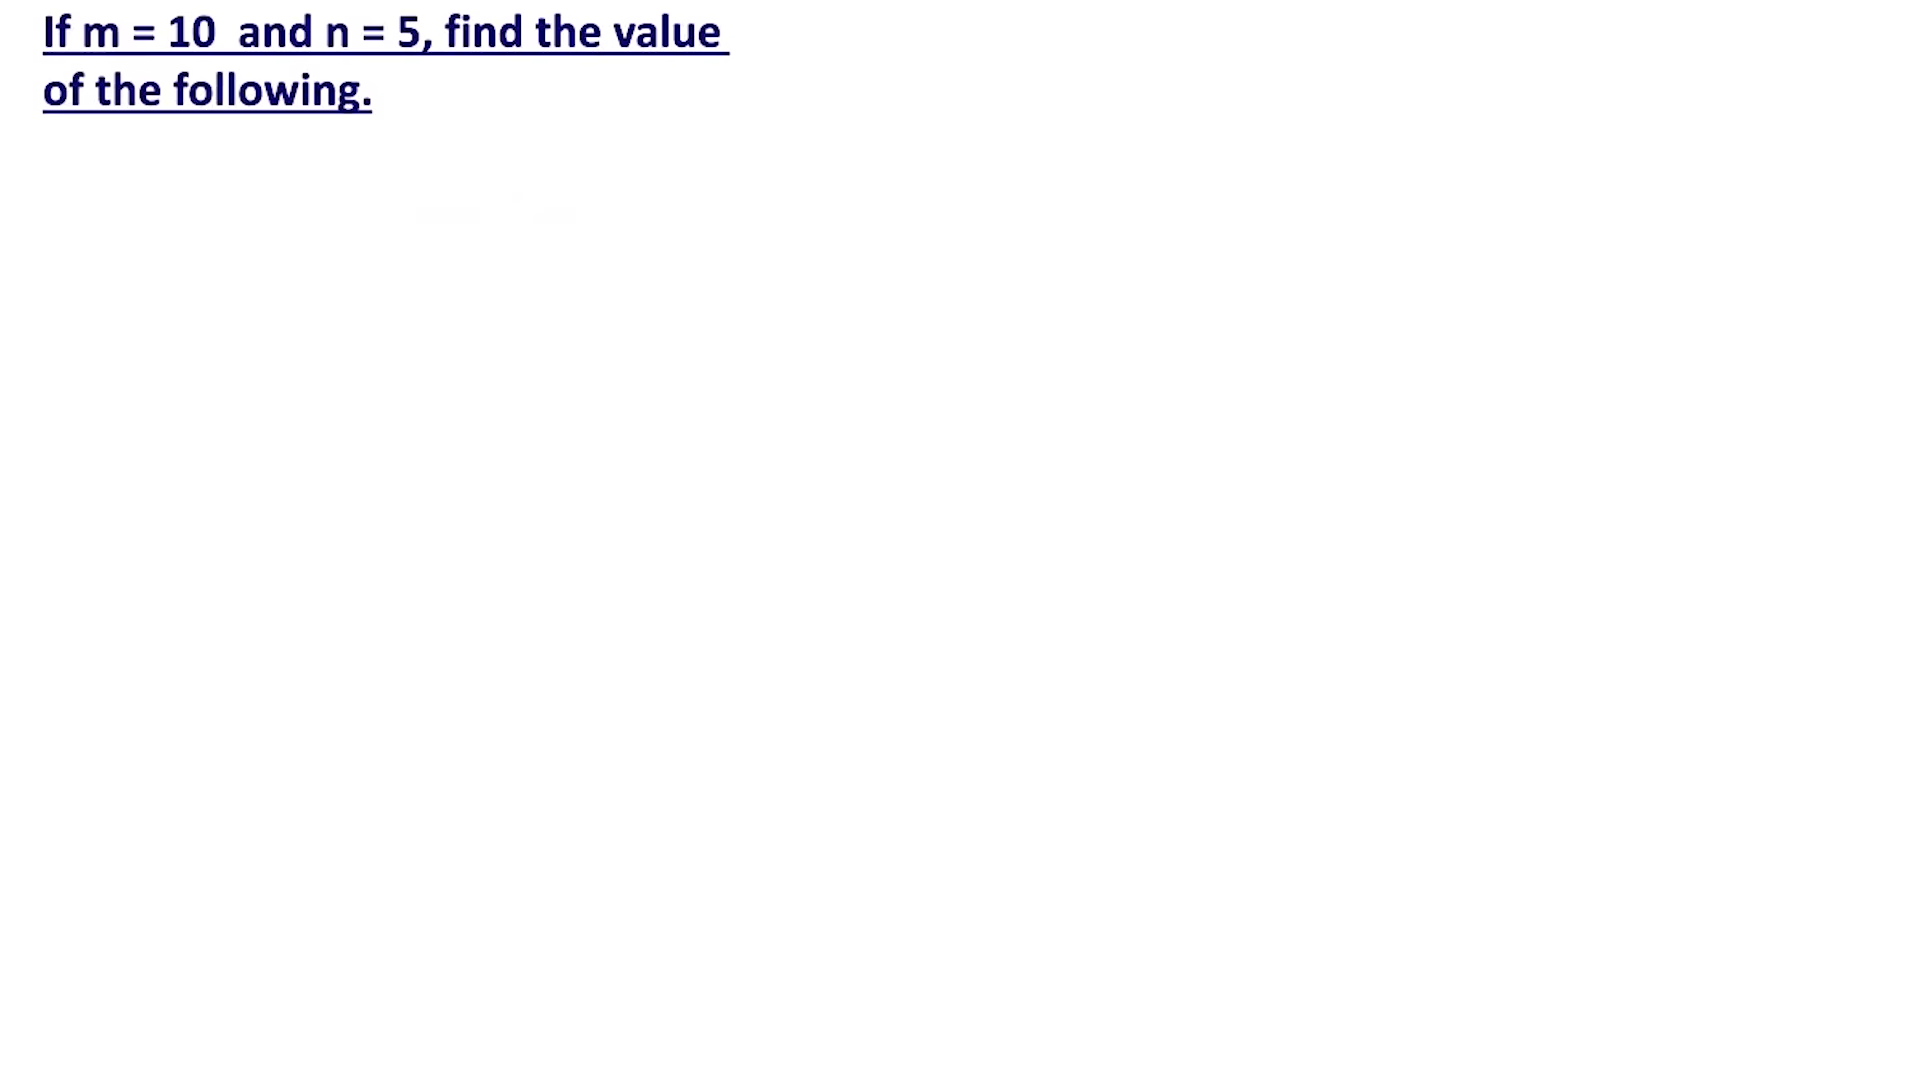 If m = 10  and n = 5, find the value
of the following.